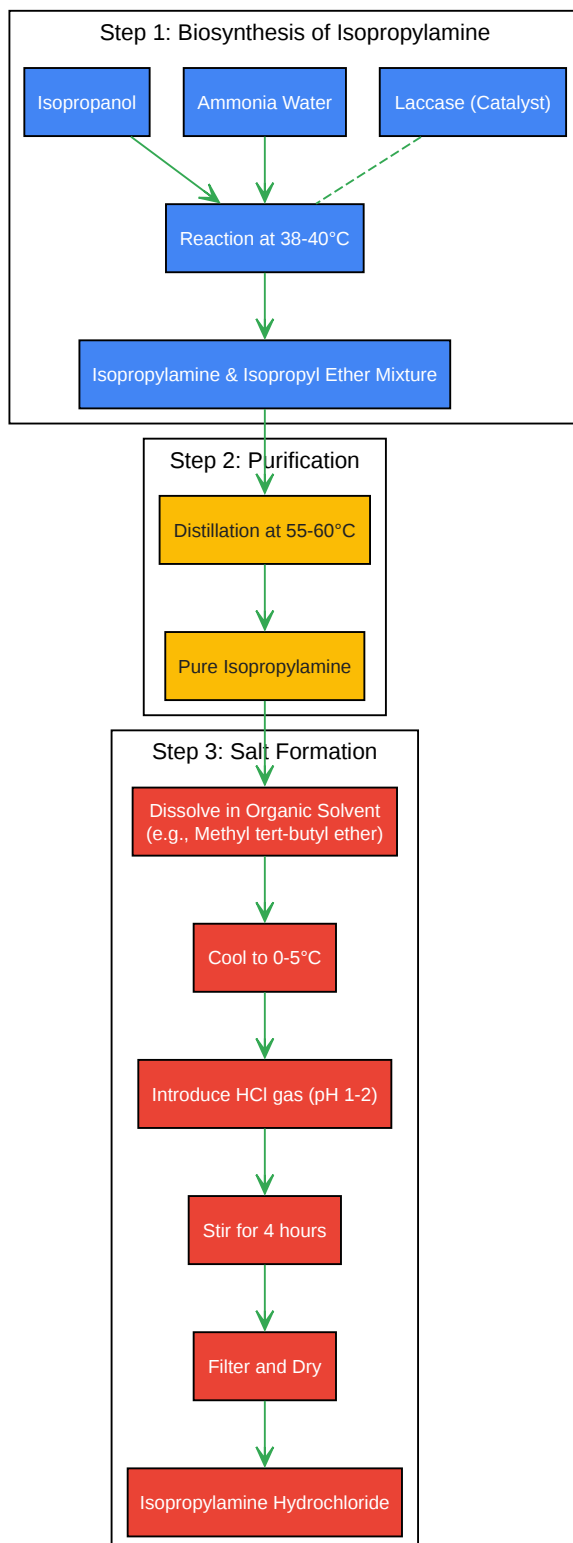 Step 1: Biosynthesis of Isopropylamine
Isopropanol
Ammonia Water
Laccase (Catalyst)
Reaction at 38-40°C
Isopropylamine & Isopropyl Ether Mixture
Step 2: Purification
Distillation at 55-60°C
Pure Isopropylamine
Step 3: Salt Formation
Dissolve in Organic Solvent
(e.g., Methyl tert-butyl ether)
Cool to 0-5°C
Introduce HCl gas (pH 1-2)
Stir for 4 hours
Filter and Dry
Isopropylamine Hydrochloride